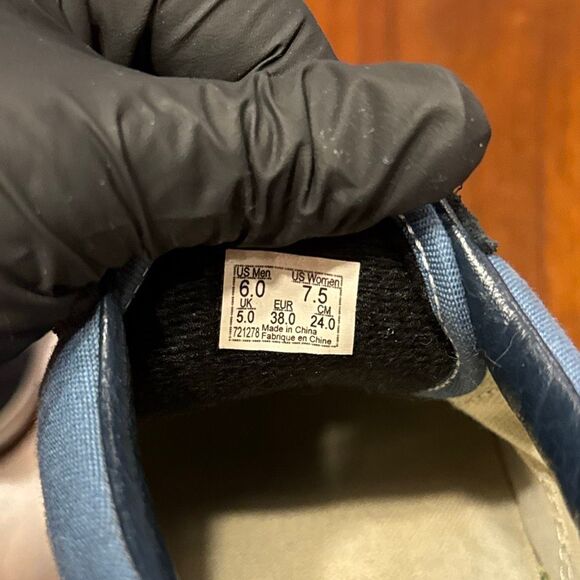 US Men US Women
6.0 7.5
UK EUR CM
5.0 38.0 24.0
721278 Made in China
Fabrique en Chine